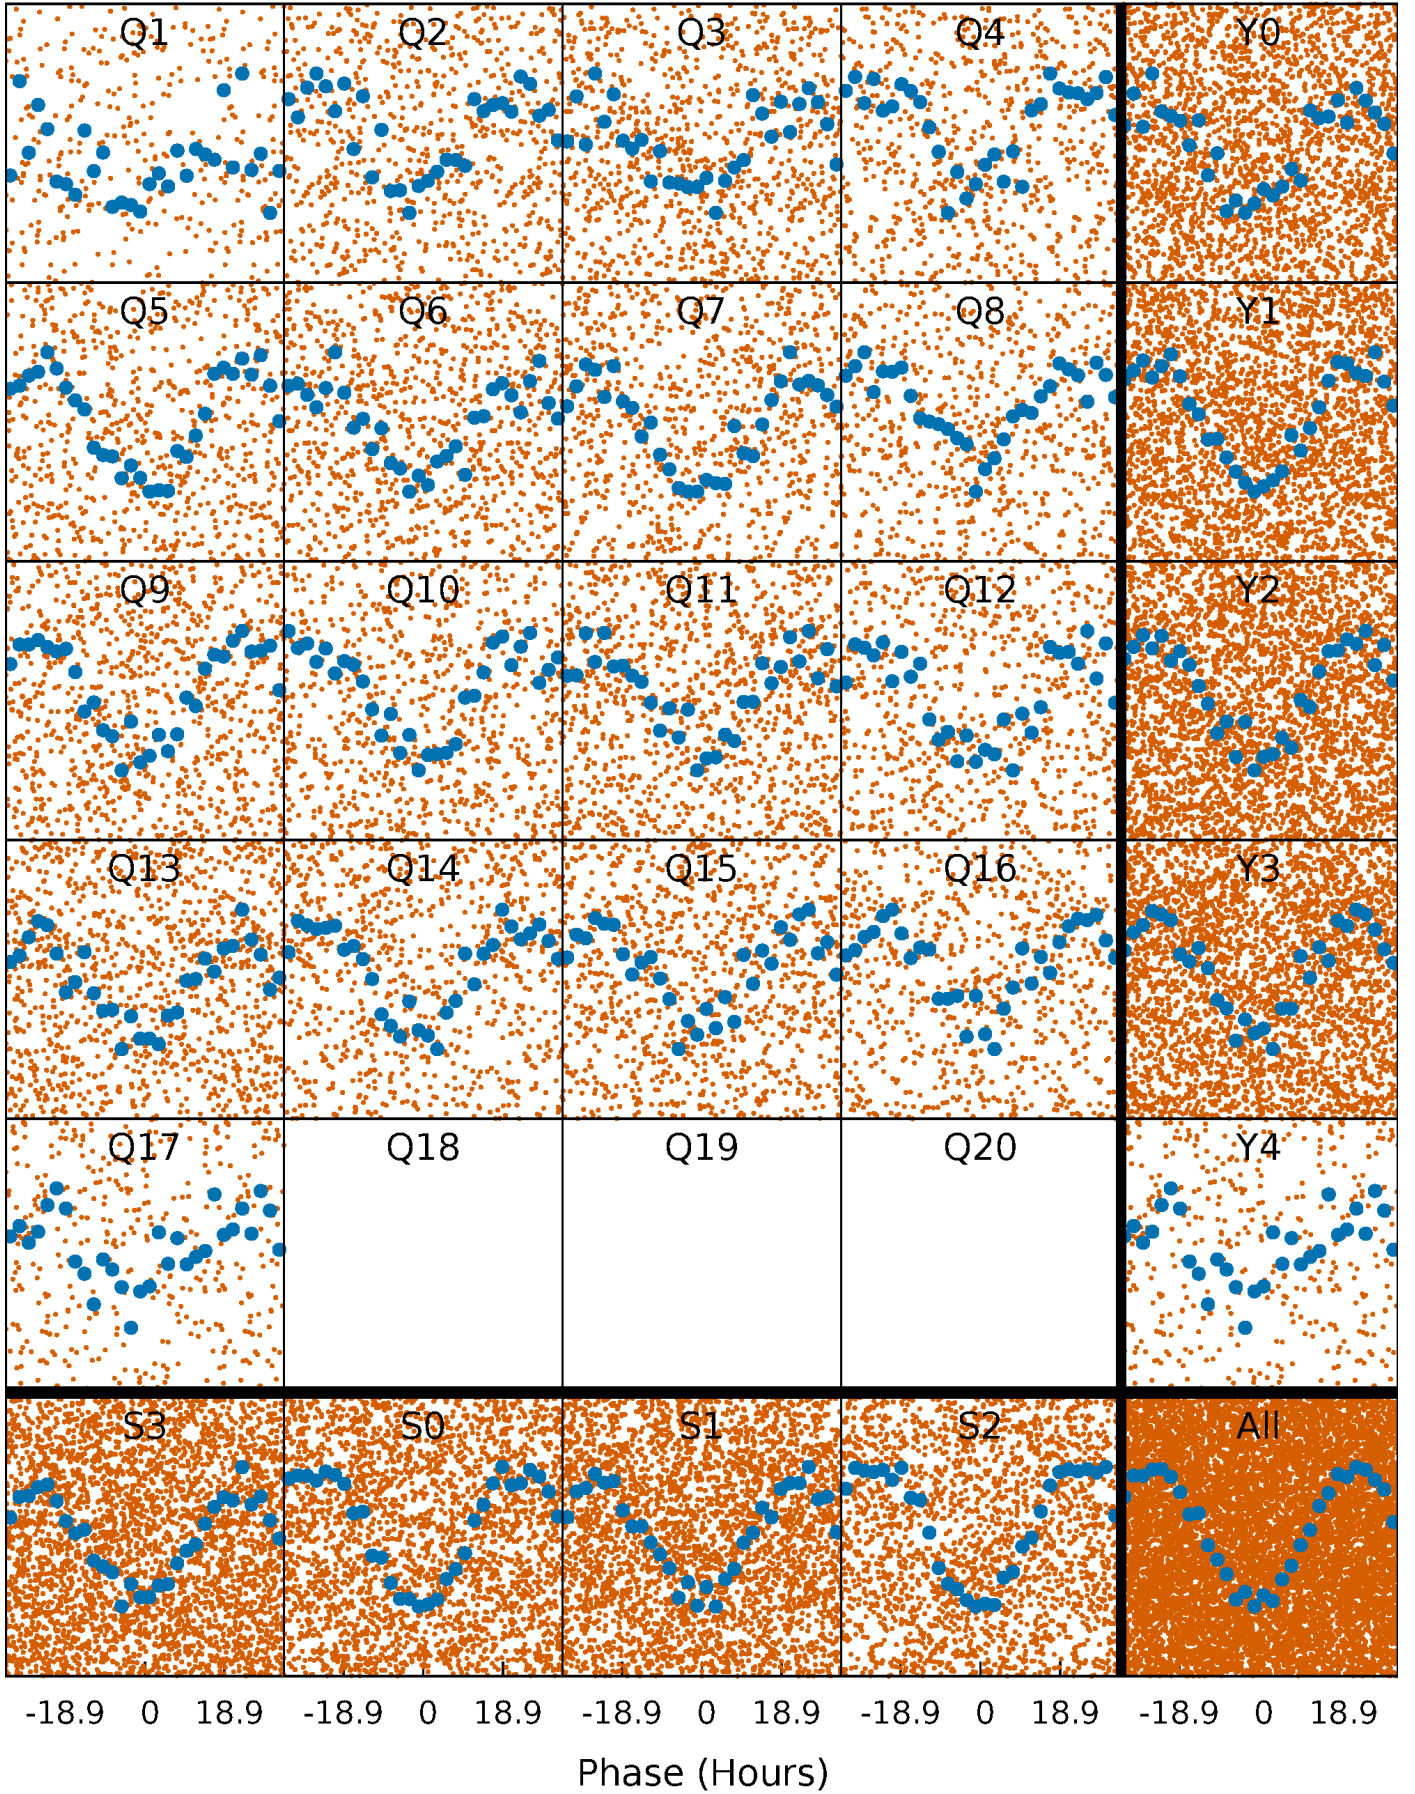 Q1 Q2 Q3 Q4 Y0
Q5 Q6 Q7 Q8 Y1
Q9 Q10 Q11 Q12 Y2
Q13 Q14 Q15 Q16 Y3
Q17 Q18 Q19 Q20 Y4
S3 S0 S1 S2 All
-18.9 0 18.9 -18.9 0 18.9 -18.9 0 18.9 -18.9 0 18.9 -18.9 0 18.9
Phase (Hours)